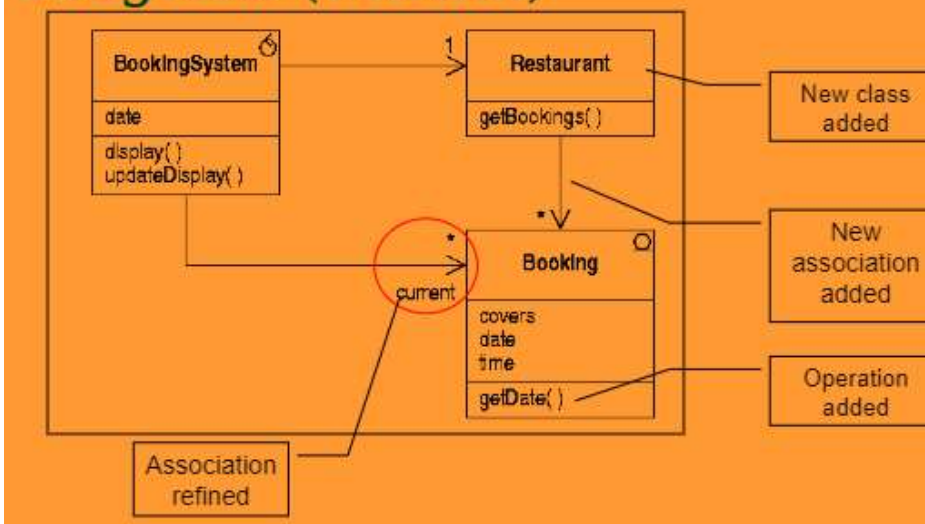 BookingSystem
date
display( )
updateDisplay( )
1
Restaurant
getBookings( )
New class
added
*
New
association
added
*
current
Booking
covers
date
time
getDate( )
Operation
added
Association
refined